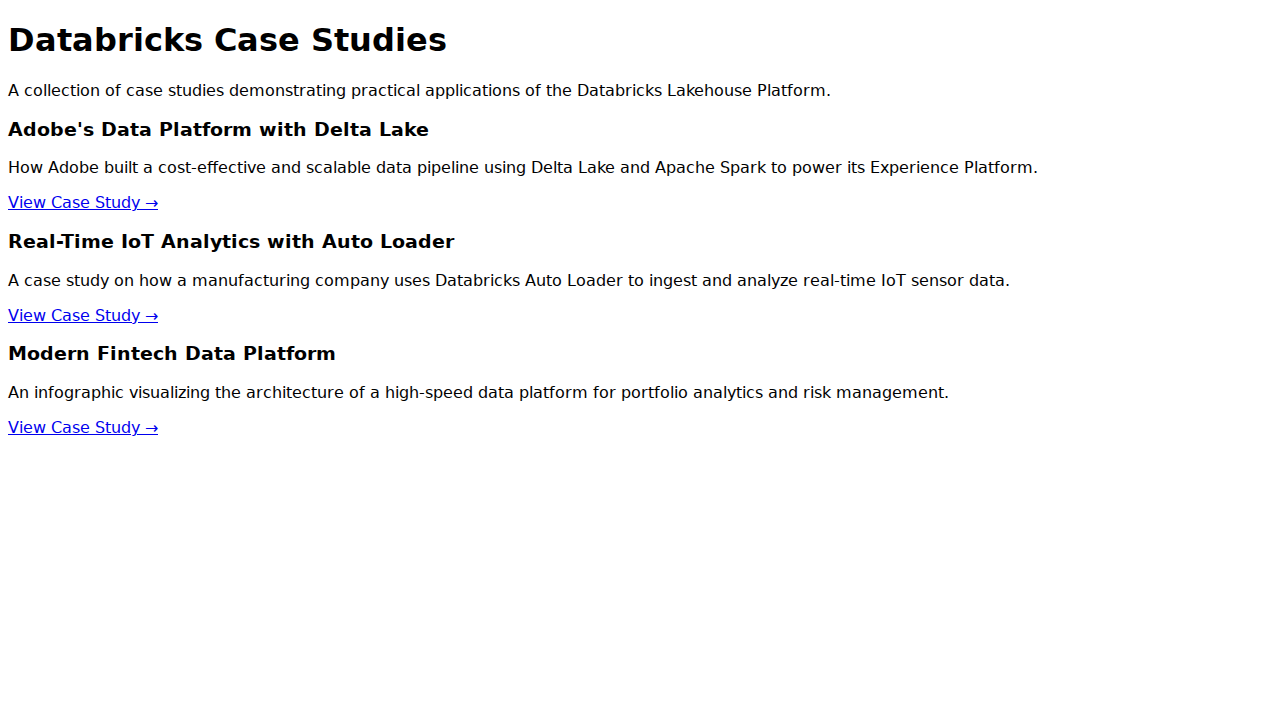 Databricks Case Studies
A collection of case studies demonstrating practical applications of the Databricks Lakehouse Platform.
Adobe's Data Platform with Delta Lake
How Adobe built a cost-effective and scalable data pipeline using Delta Lake and Apache Spark to power its Experience Platform.
View Case Study →
Real-Time IoT Analytics with Auto Loader
A case study on how a manufacturing company uses Databricks Auto Loader to ingest and analyze real-time IoT sensor data.
View Case Study →
Modern Fintech Data Platform
An infographic visualizing the architecture of a high-speed data platform for portfolio analytics and risk management.
View Case Study →